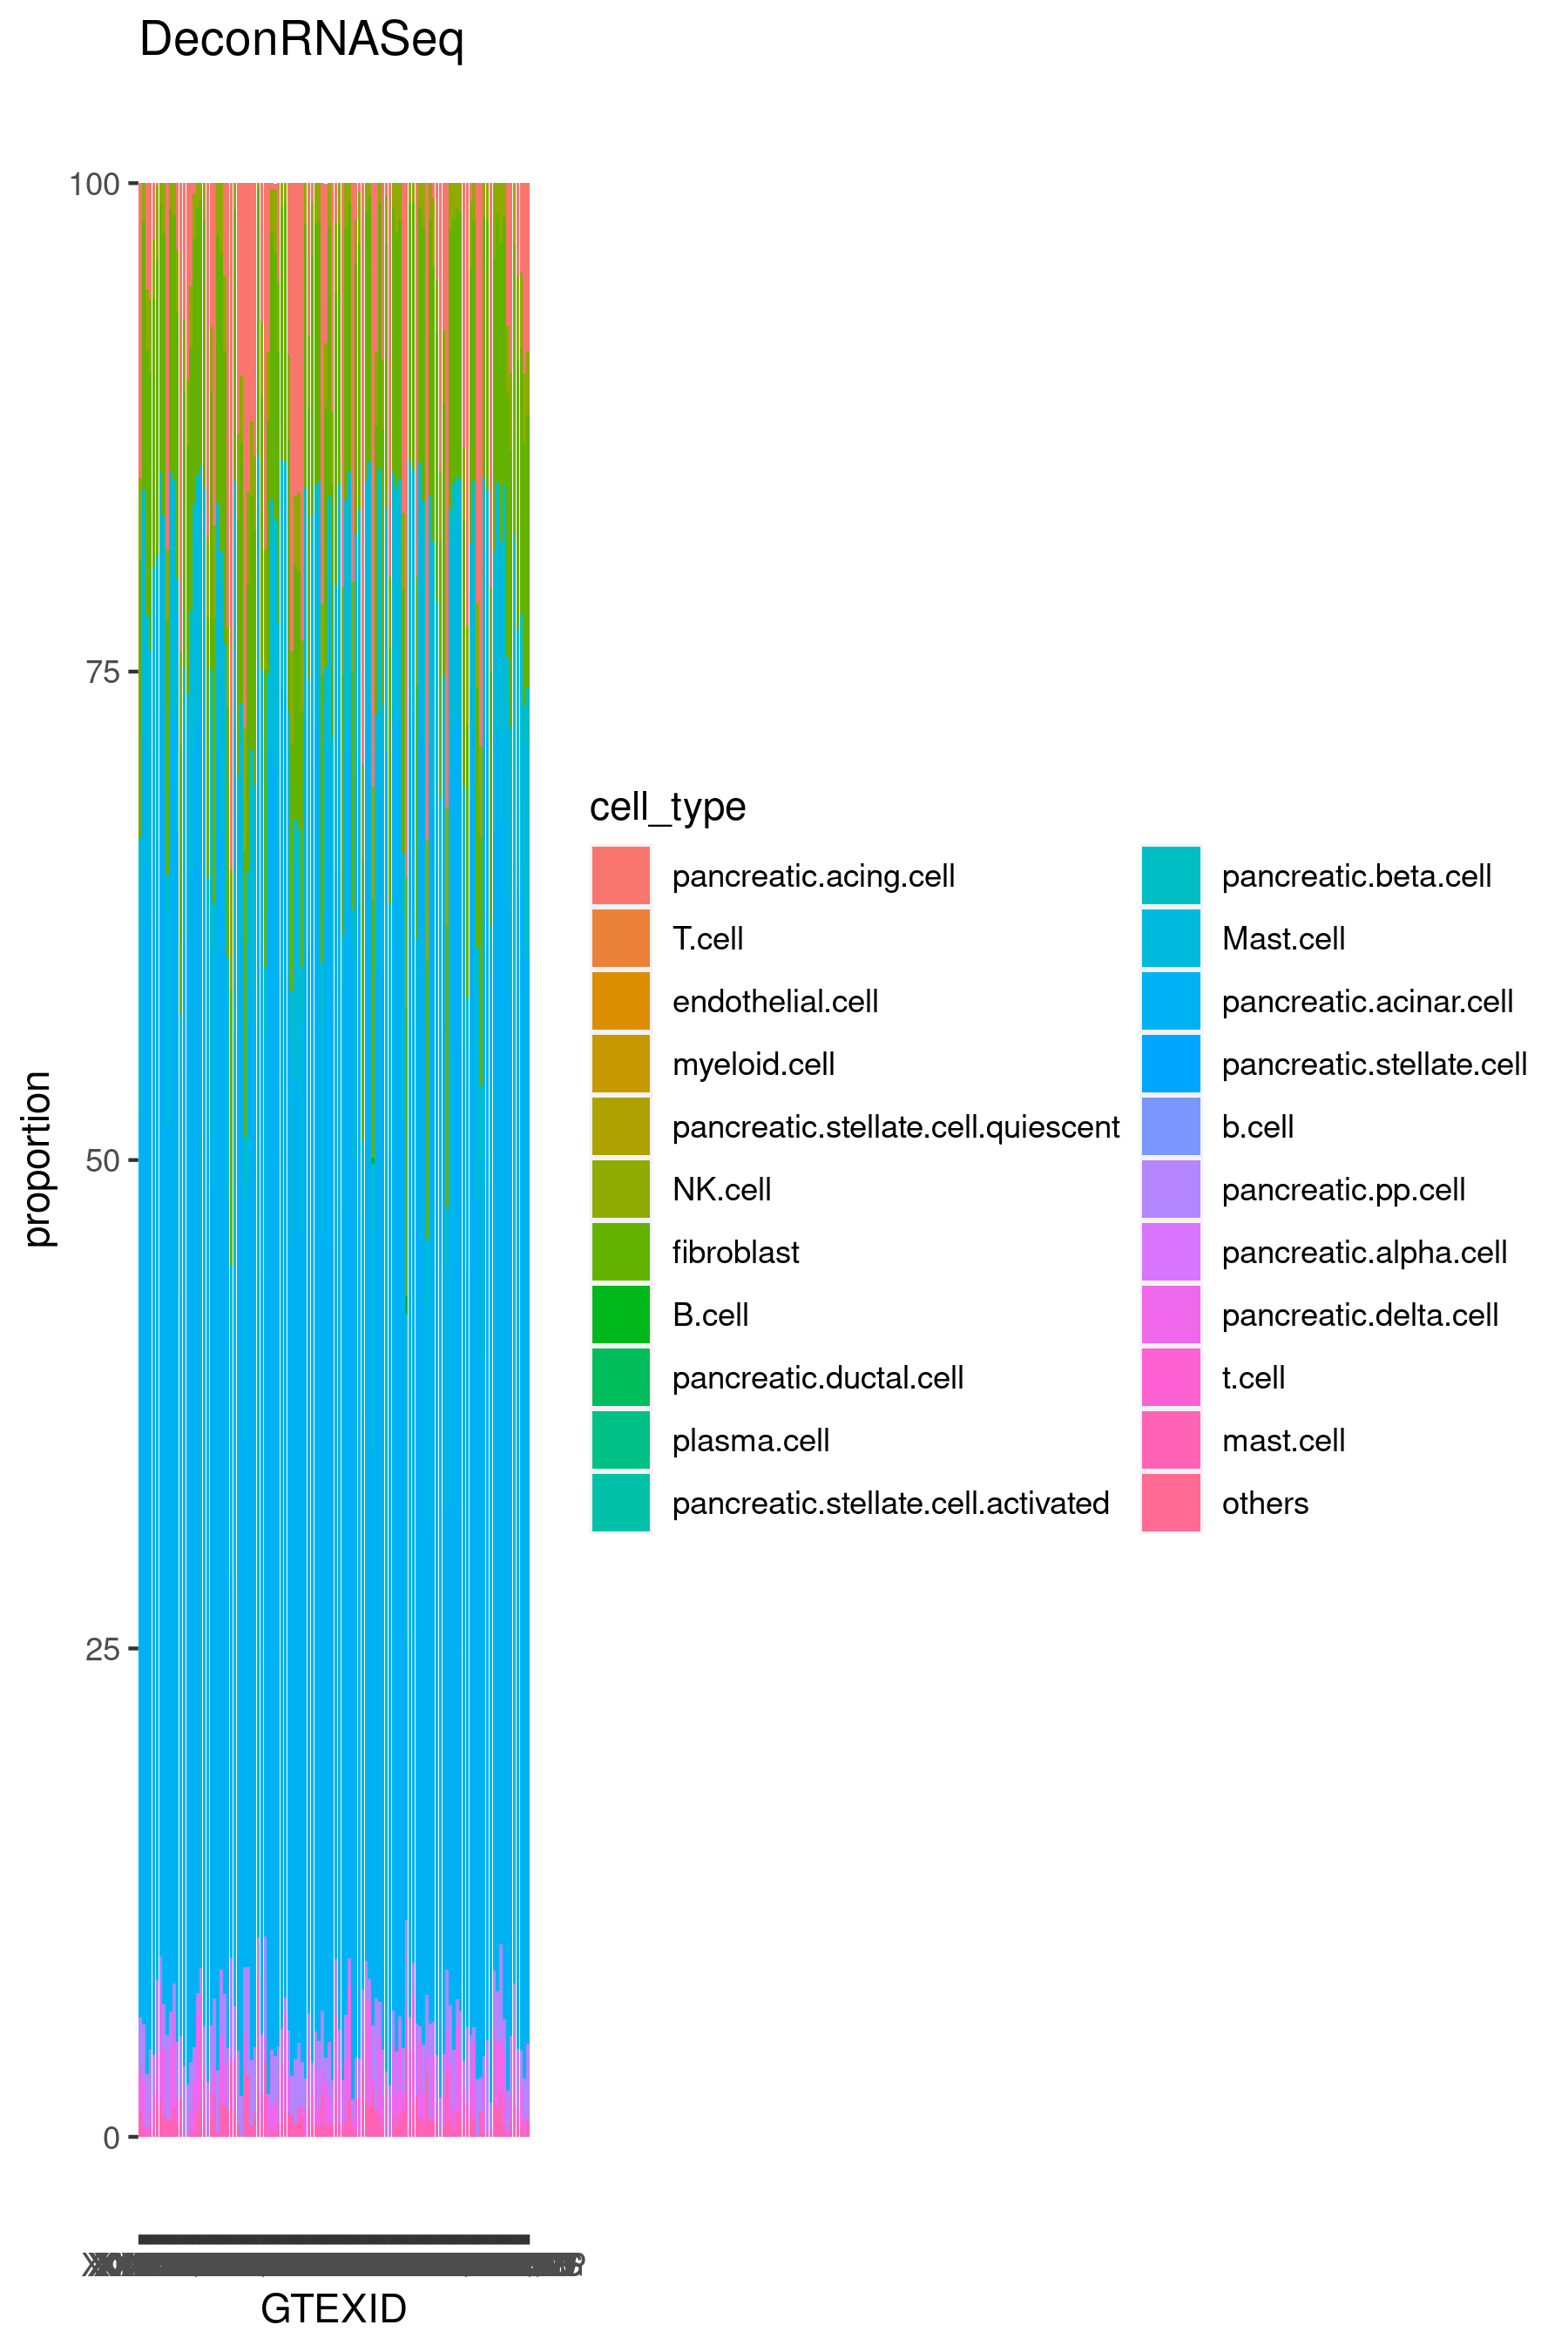 DeconRNASeq
100
75
50
25
0
proportion
GTEXID
cell_type
pancreatic.acing.cell
T.cell
endothelial.cell
myeloid.cell
pancreatic.stellate.cell.quiescent
NK.cell
fibroblast
B.cell
pancreatic.ductal.cell
plasma.cell
pancreatic.stellate.cell.activated
pancreatic.beta.cell
Mast.cell
pancreatic.acinar.cell
pancreatic.stellate.cell
b.cell
pancreatic.pp.cell
pancreatic.alpha.cell
pancreatic.delta.cell
t.cell
mast.cell
others